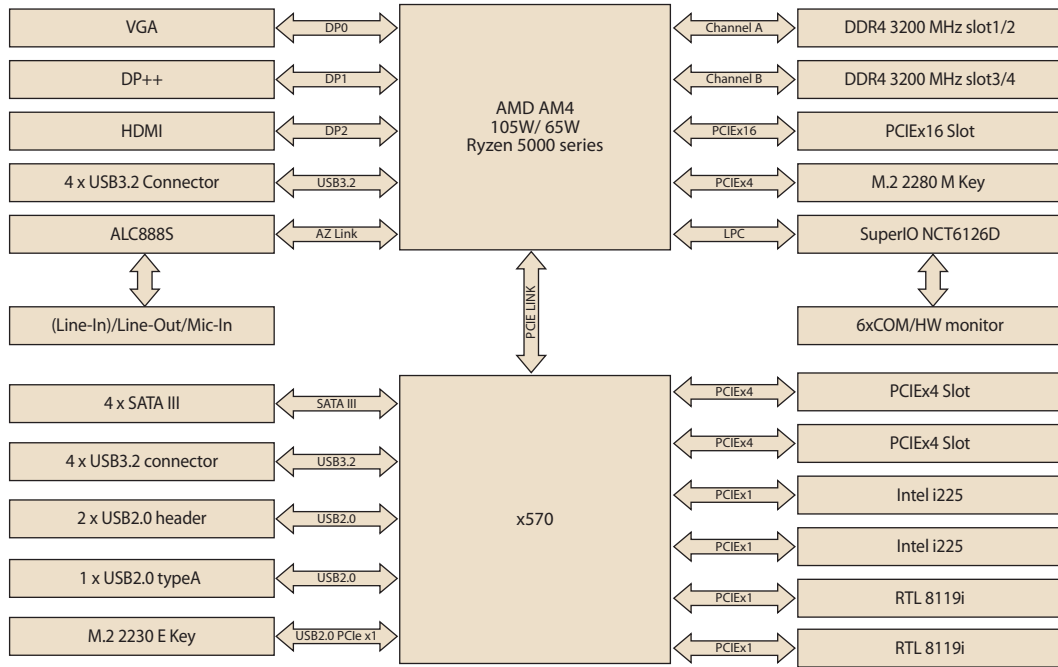 VGA
DP0
DP++
DP1
HDMI
DP2
4 x USB3.2 Connector
USB3.2
ALC888S
AZ Link
(Line-In)/Line-Out/Mic-In
AMD AM4
105W/ 65W
Ryzen 5000 series
Channel A
DDR4 3200 MHz slot1/2
Channel B
DDR4 3200 MHz slot3/4
PCIEx16
PCIEx16 Slot
PCIEx4
M.2 2280 M Key
LPC
SuperIO NCT6126D
6xCOM/HW monitor
PCIE LINK
4 x SATA III
SATA III
4 x USB3.2 connector
USB3.2
2 x USB2.0 header
USB2.0
1 x USB2.0 typeA
USB2.0
M.2 2230 E Key
USB2.0 PCIe x1
x570
PCIEx4
PCIEx4 Slot
PCIEx4
PCIEx4 Slot
PCIEx1
Intel i225
PCIEx1
Intel i225
PCIEx1
RTL 8119i
PCIEx1
RTL 8119i